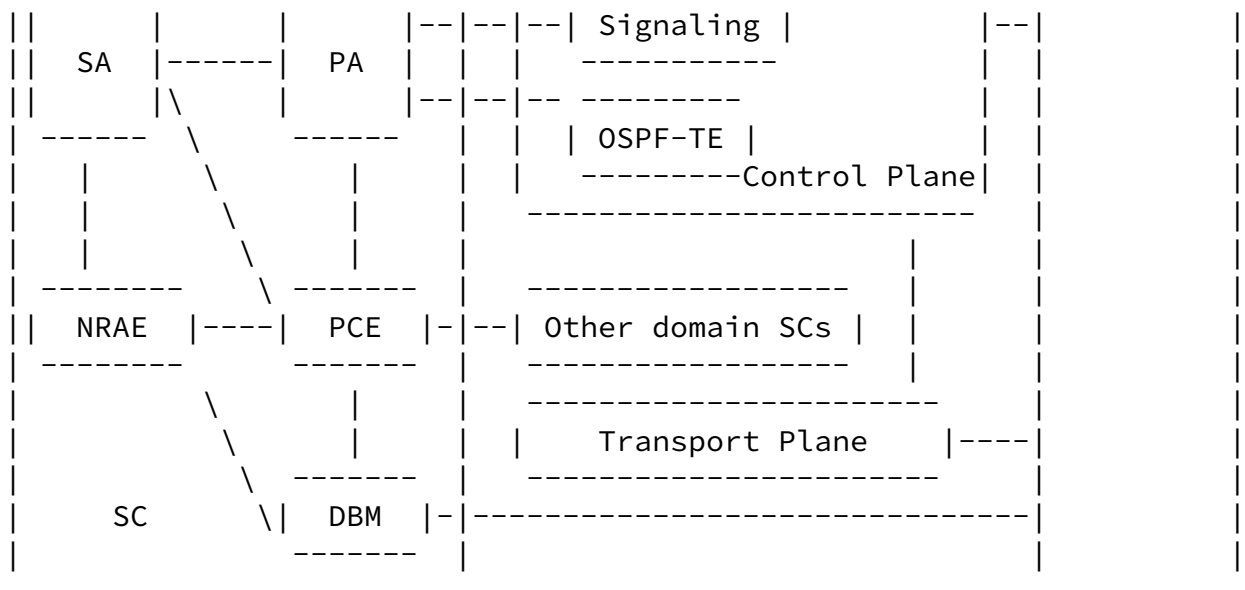 Signaling
SA PA
OSPF-TE
Control Plane
NRAE PCE Other domain SCs
Transport Plane
SC DBM